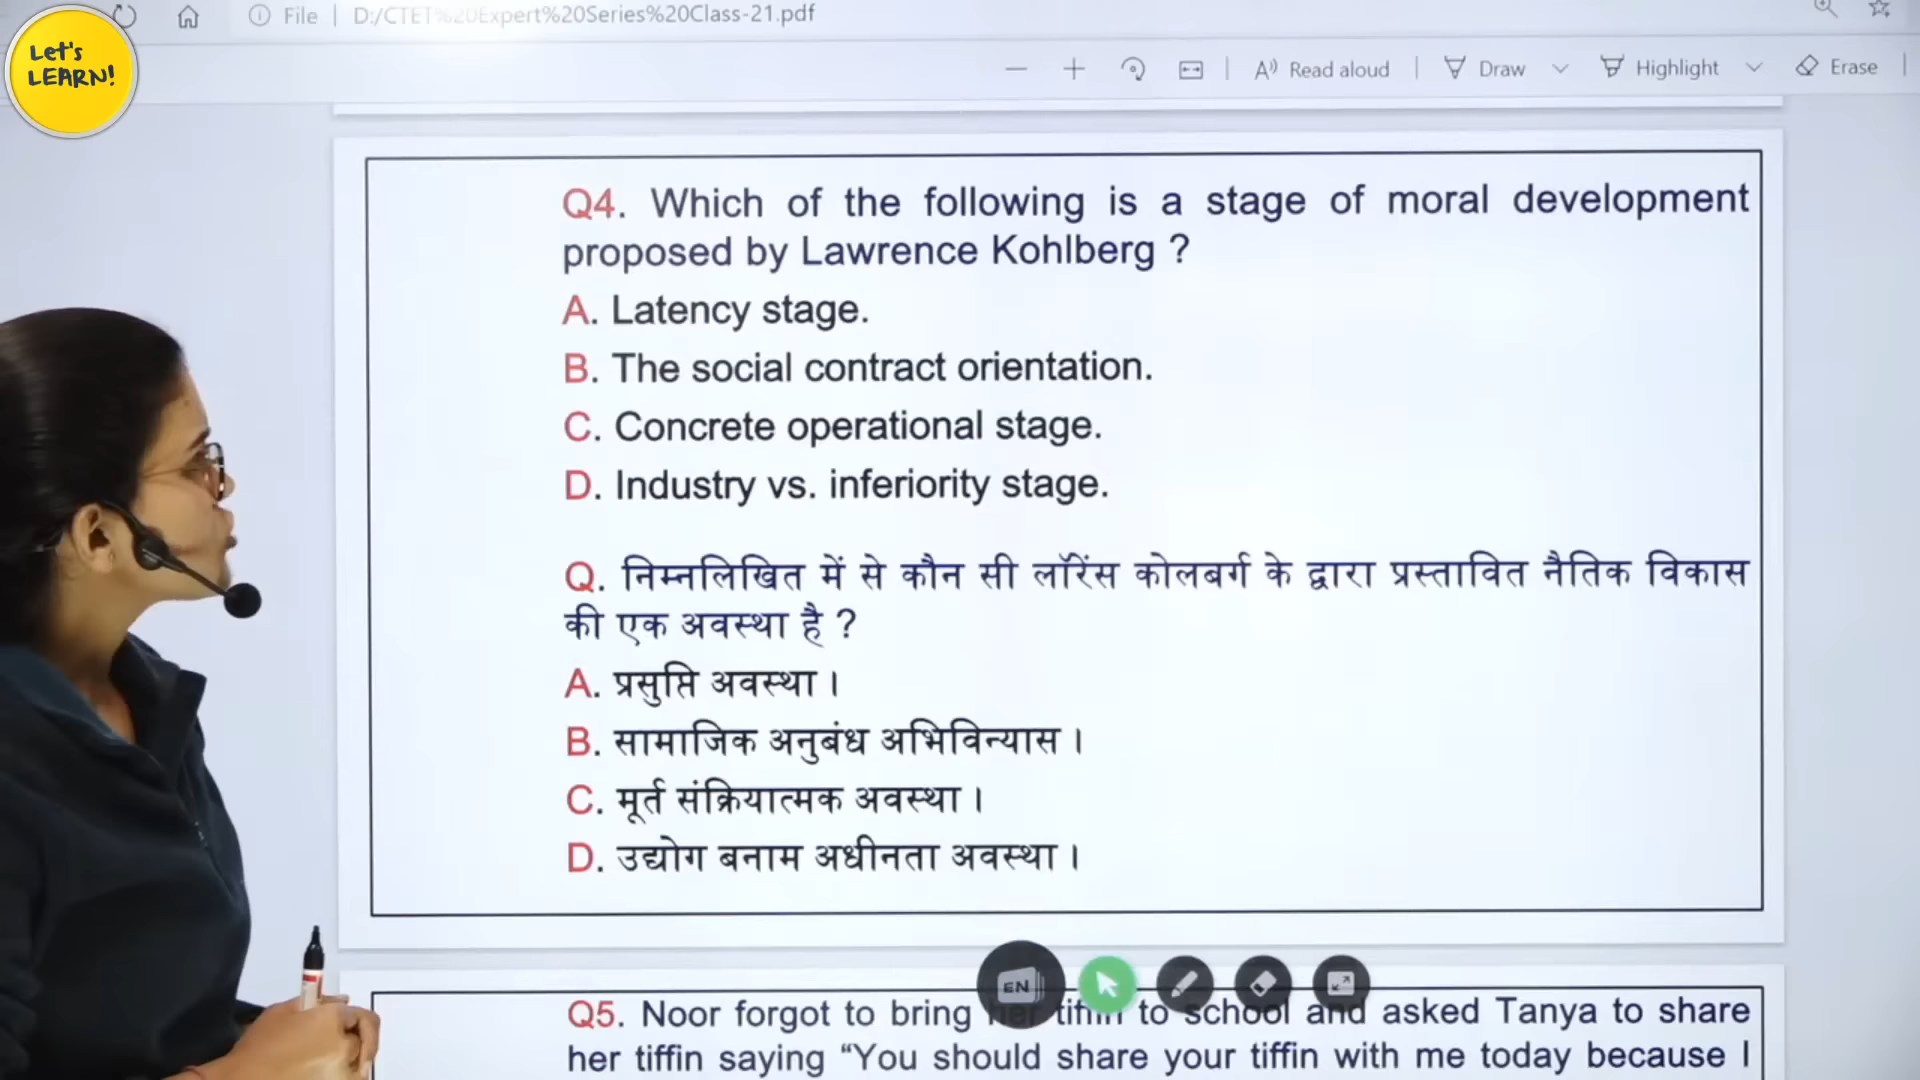 Let's
LEARN!
File
D:/CTET%20Expert%20Series%20Class-21.pdf
Read aloud
Draw
Highlight
Erase
Q4. Which of the following is a stage of moral development
proposed by Lawrence Kohlberg ?
A. Latency stage.
B. The social contract orientation.
C. Concrete operational stage.
D. Industry vs. inferiority stage.
Q. निम्नलिखित में से कौन सी लॉरेंस कोलबर्ग के द्वारा प्रस्तावित नैतिक विकास
की एक अवस्था है ?
A. प्रसुप्ति अवस्था।
B. सामाजिक अनुबंध अभिविन्यास।
C. मूर्त संक्रियात्मक अवस्था।
D. उद्योग बनाम अधीनता अवस्था।
EN
Q5. Noor forgot to bring her tiffin to school and asked Tanya to share
her tiffin saying “You should share your tiffin with me today because I